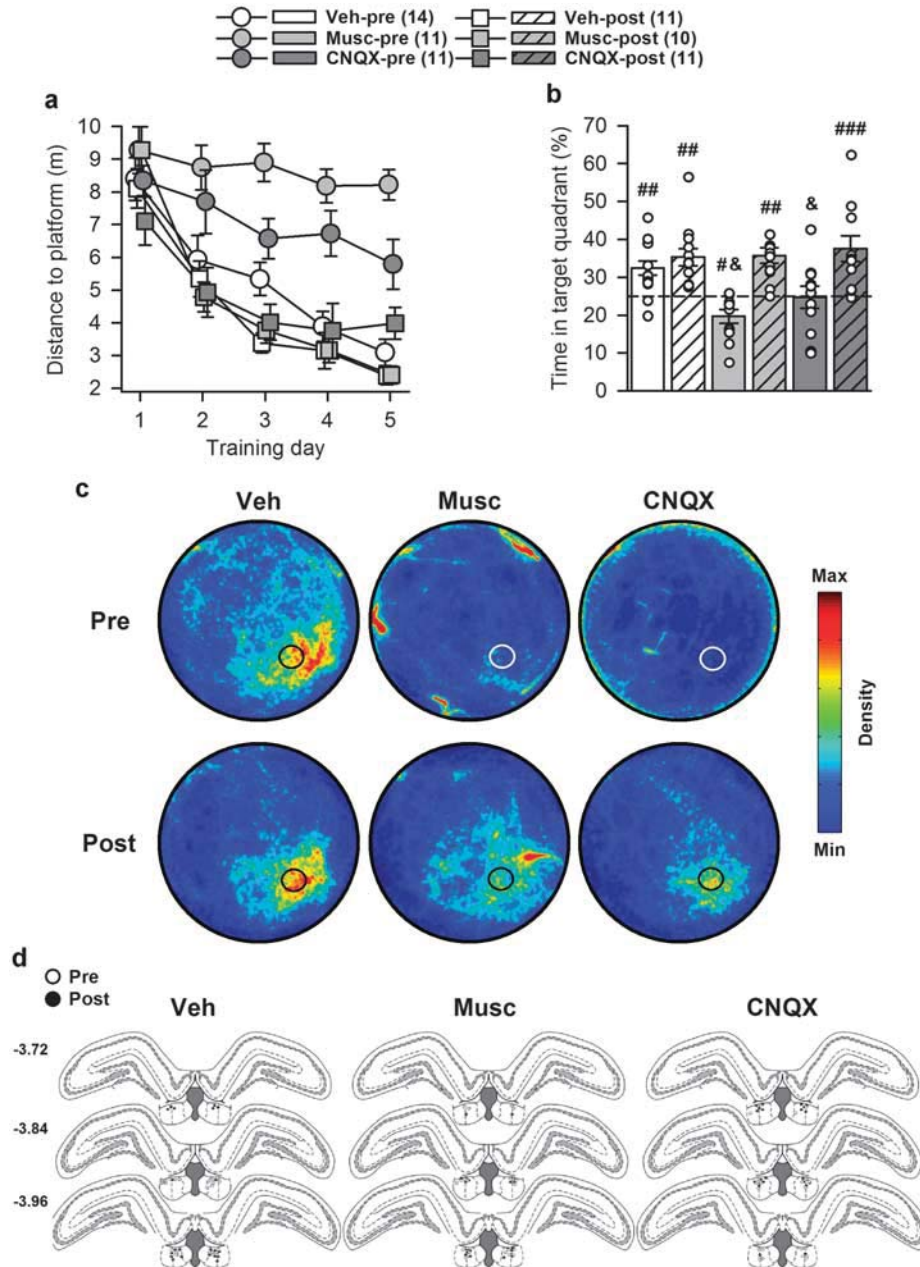 Veh-pre (14) Veh-post (11)
Musc-pre (11) Musc-post (10)
CNQX-pre (11) CNQX-post (11)
a
Distance to platform (m)
10
9
8
7
6
5
4
3
2
1 2 3 4 5
Training day
b
Time in target quadrant (%)
70
60
50
40
30
20
10
0
## ## #& ## & ###
c
Veh Musc CNQX
Pre
Post
Max
Density
Min
d
Pre
Post
Veh Musc CNQX
-3.72
-3.84
-3.96